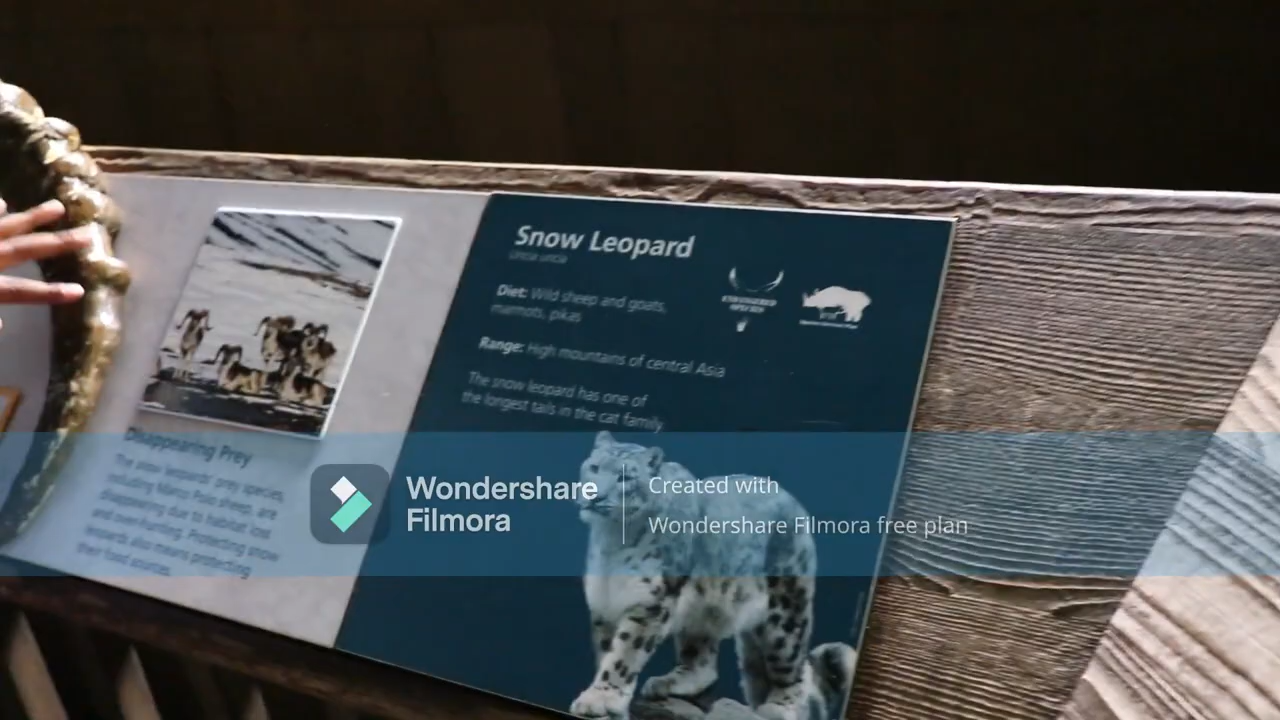 Snow Leopard
Uncia uncia
Diet: Wild sheep and goats,
marmots, pikas
Range: High mountains of central Asia
The snow leopard has one of
the longest tails in the cat family
ENDANGERED
SPECIES
Disappearing Prey
The snow leopards' prey species,
including Marco Polo sheep, are
disappearing due to habitat loss
and overhunting. Protecting snow
leopards also means protecting
their food sources.
Wondershare
Filmora
Created with
Wondershare Filmora free plan